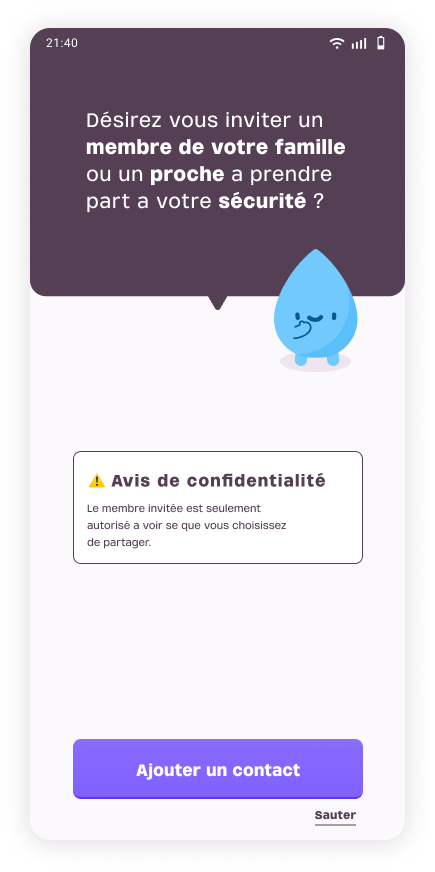 21:40
Désirez vous inviter un
membre de votre famille
ou un proche a prendre
part a votre sécurité ?
Avis de confidentialité
Le membre invitée est seulement
autorisé a voir se que vous choisissez
de partager.
Ajouter un contact
Sauter